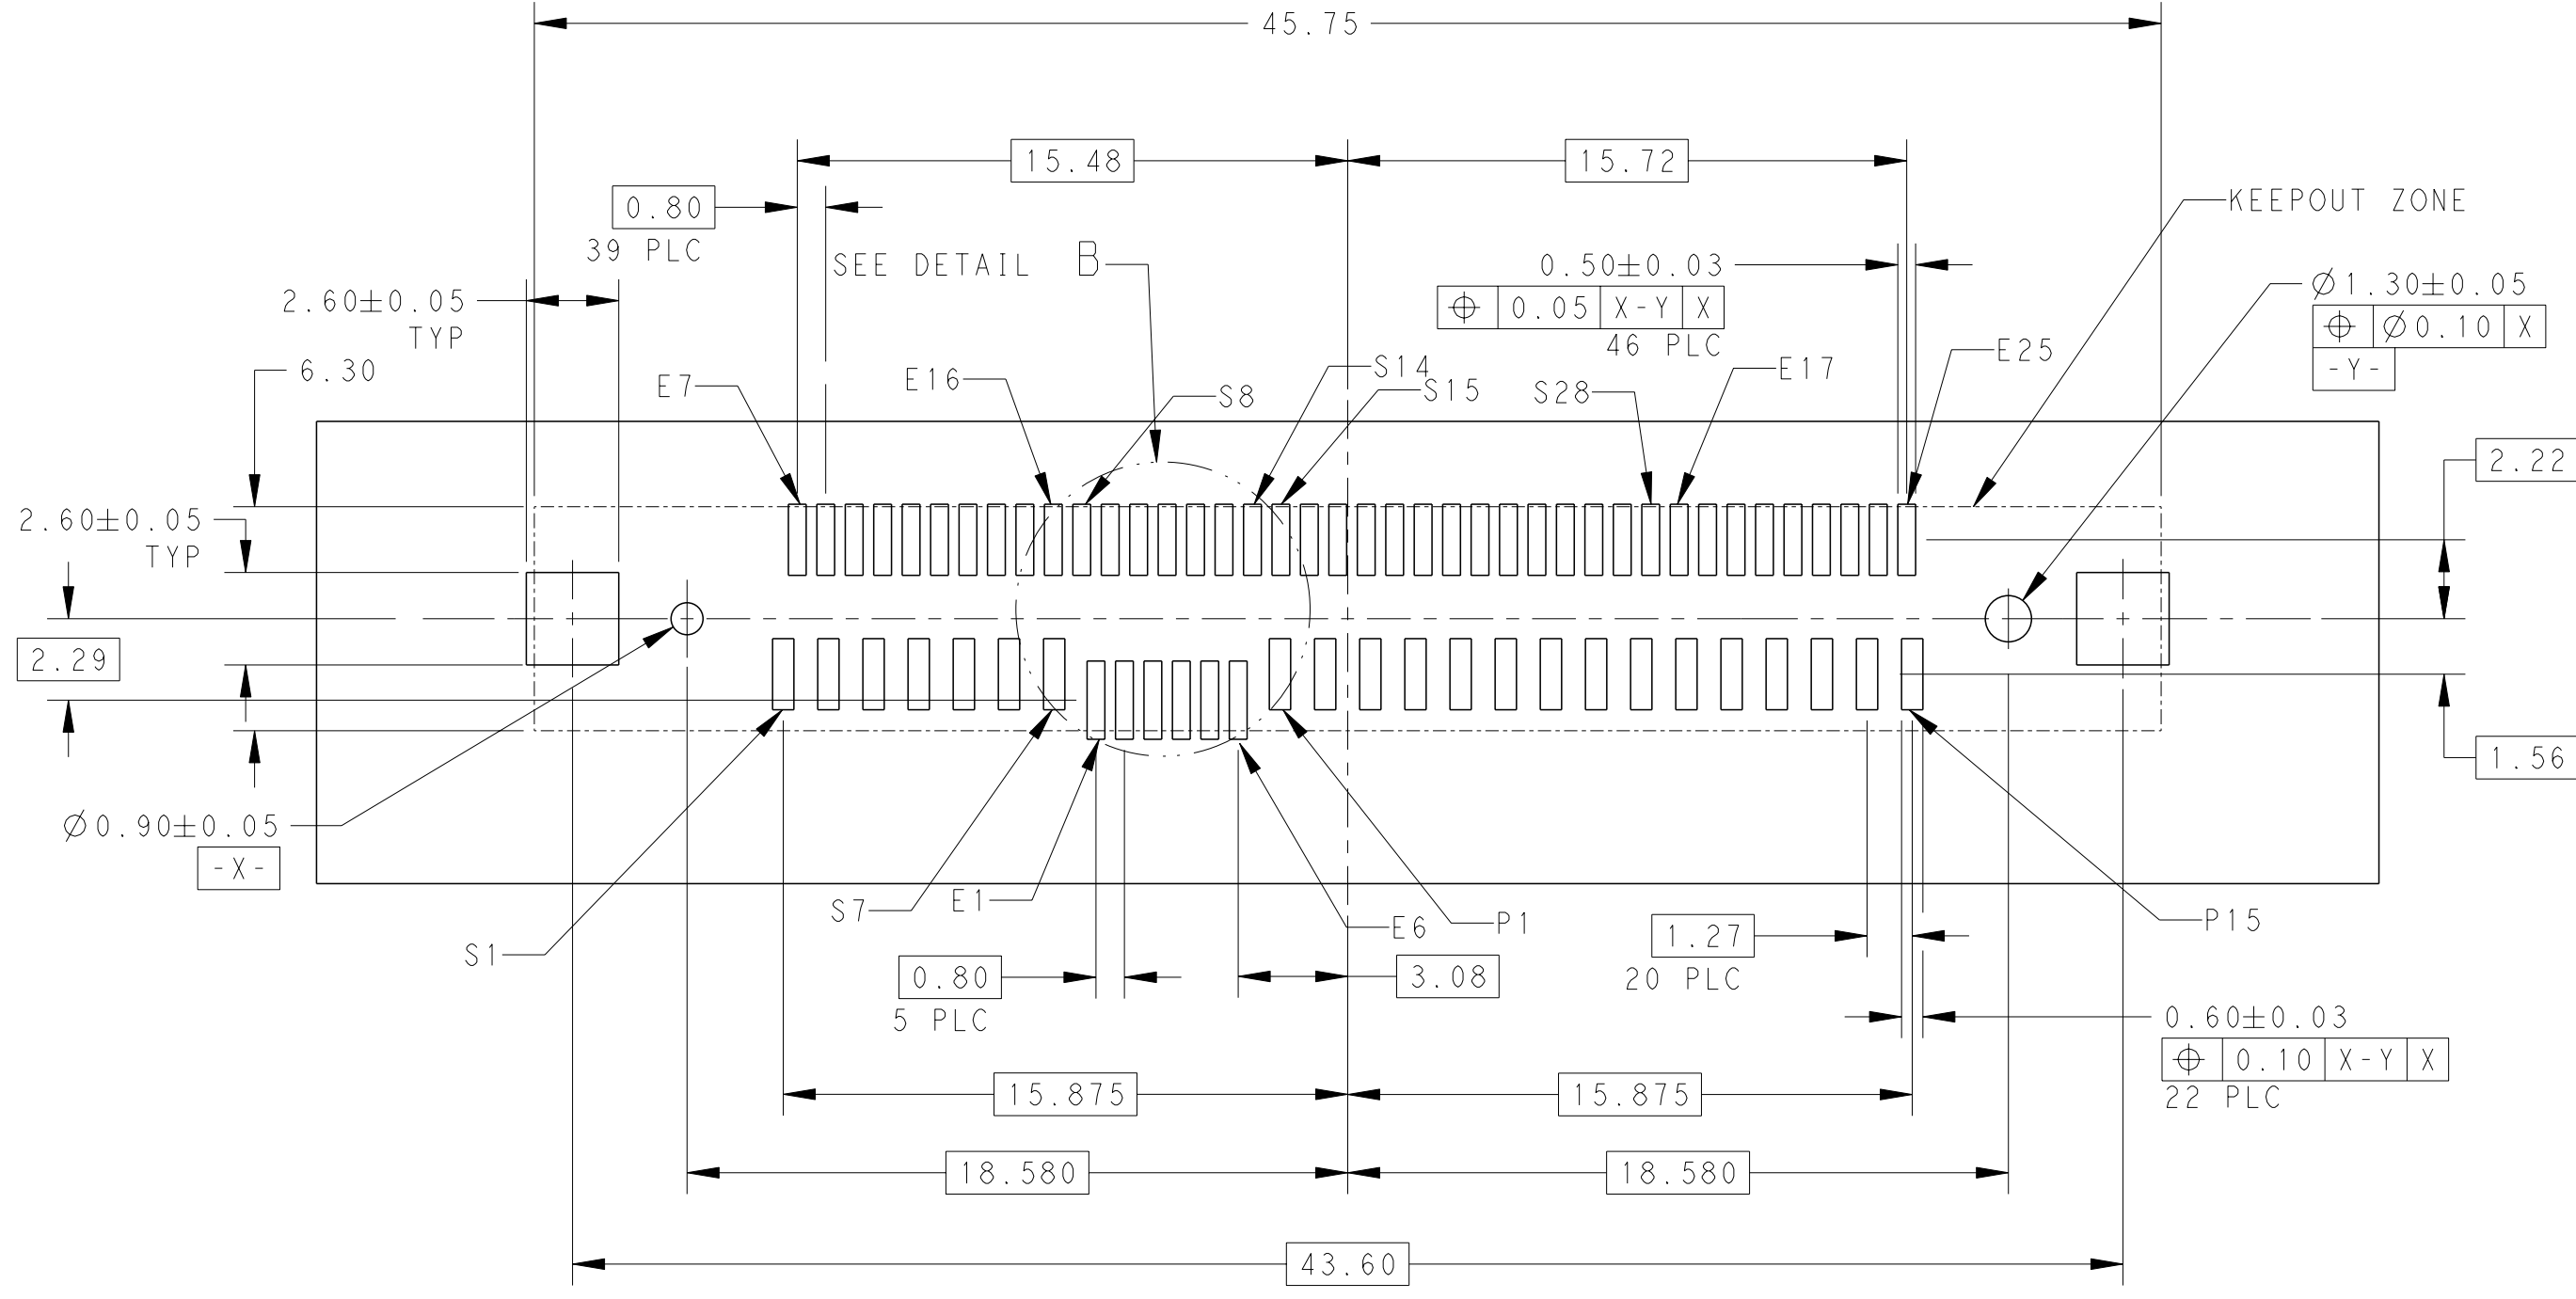 45.75
15.48
15.72
0.80
39 PLC
KEEPOUT ZONE
SEE DETAIL B
0.50±0.03
⌖ 0.05 X-Y X
46 PLC
2.60±0.05
TYP
Ø1.30±0.05
⌖ Ø0.10 X
-Y-
6.30
E7
E16
S8
S14
S15
S28
E17
E25
2.22
2.60±0.05
TYP
2.29
1.56
Ø0.90±0.05
-X-
S1
S7
E1
E6
P1
P15
0.80
5 PLC
3.08
1.27
20 PLC
0.60±0.03
⌖ 0.10 X-Y X
22 PLC
15.875
15.875
18.580
18.580
43.60